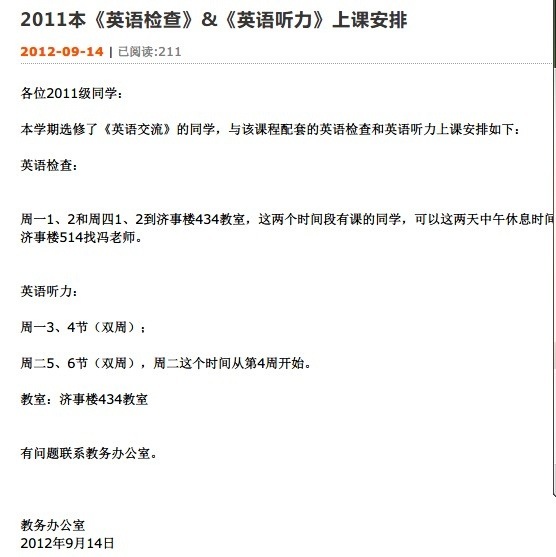 2011本《英语检查》&《英语听力》上课安排
2012-09-14 | 已阅读:211
各位2011级同学：
本学期选修了《英语交流》的同学，与该课程配套的英语检查和英语听力上课安排如下：
英语检查：
周一1、2和周四1、2到济事楼434教室，这两个时间段有课的同学，可以这两天中午休息时间
济事楼514找冯老师。
英语听力：
周一3、4节（双周）；
周二5、6节（双周），周二这个时间从第4周开始。
教室：济事楼434教室
有问题联系教务办公室。
教务办公室
2012年9月14日